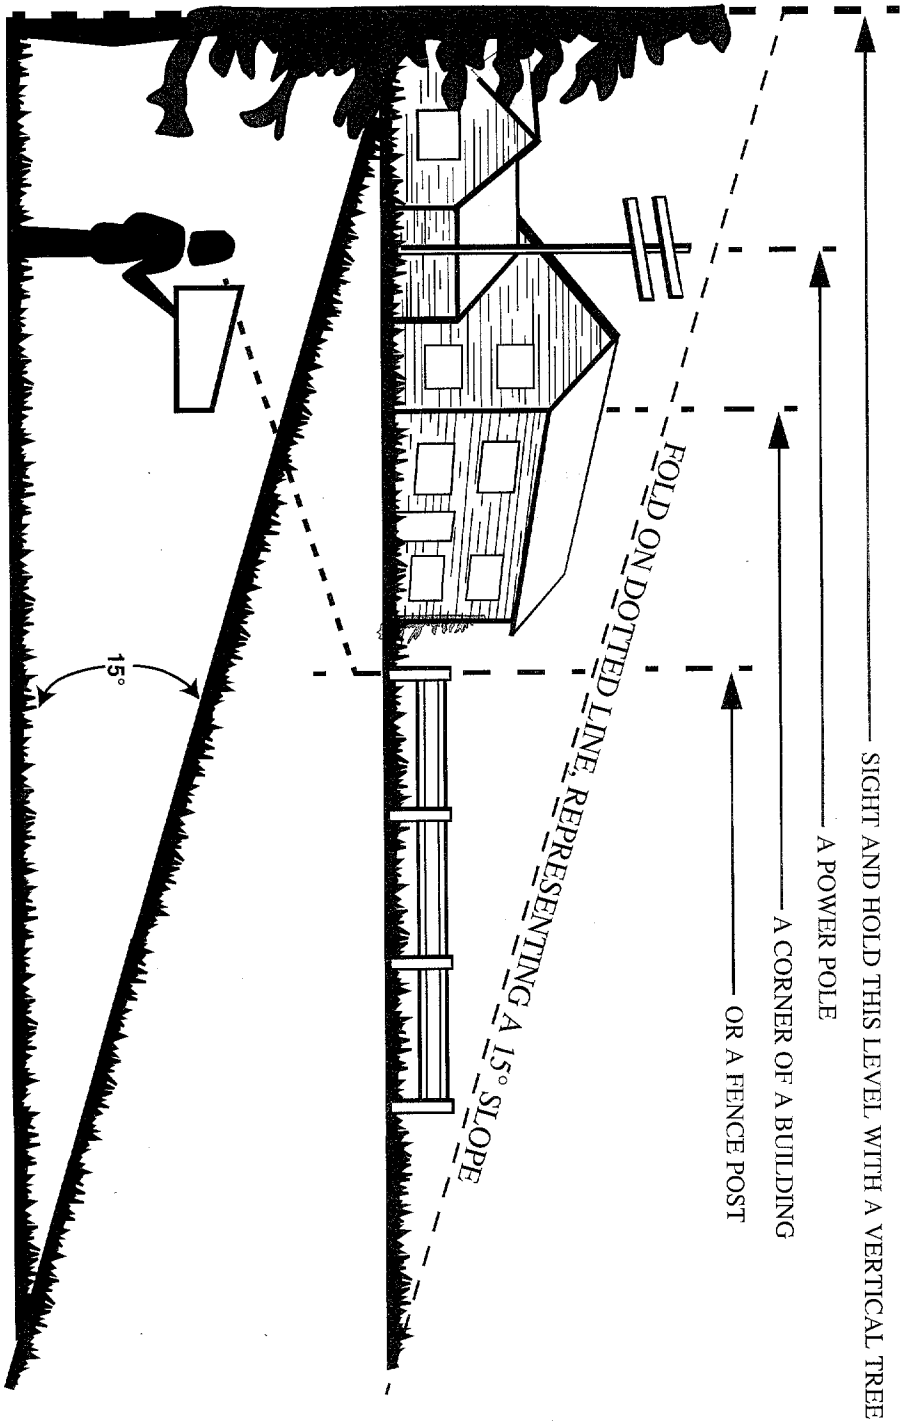 SIGHT AND HOLD THIS LEVEL WITH A VERTICAL TREE
A POWER POLE
A CORNER OF A BUILDING
OR A FENCE POST
FOLD ON DOTTED LINE, REPRESENTING A 15° SLOPE
15°